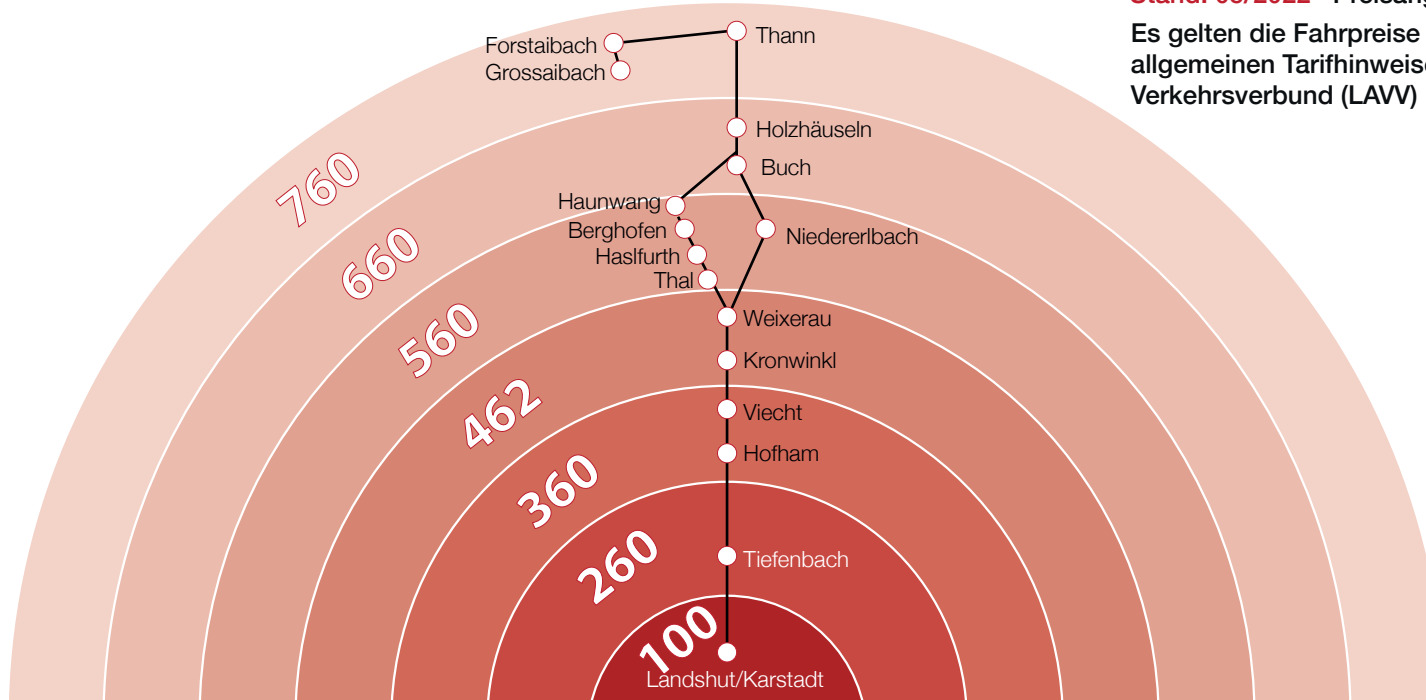 Es gelten die Fahrpreise
allgemeinen
Verkehrsverbund (LAVV)
Forstaibach
Thann
Grossaibach
Holzhäuseln
760
Buch
Haunwang
Berghofen
Niedererlbach
660
Haslfurth
Thal
560
Weixerau
Kronwinkl
462
Viecht
Hofham
360
260
Tiefenbach
100
Landshut/Karstadt